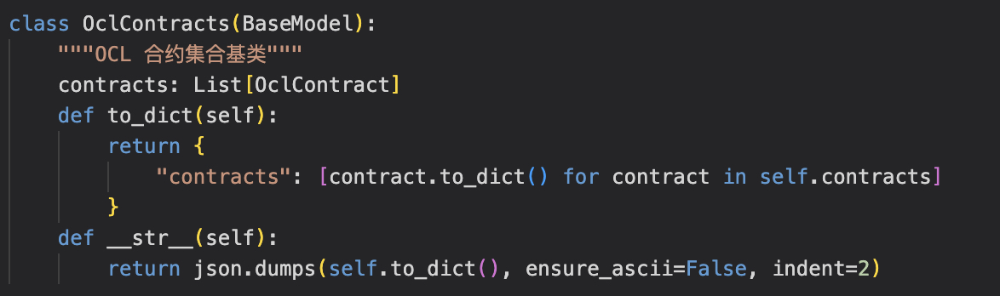 class OclContracts(BaseModel):
    """OCL 合约集合基类"""
    contracts: List[OclContract]
    def to_dict(self):
        return {
            "contracts": [contract.to_dict() for contract in self.contracts]
        }
    def __str__(self):
        return json.dumps(self.to_dict(), ensure_ascii=False, indent=2)